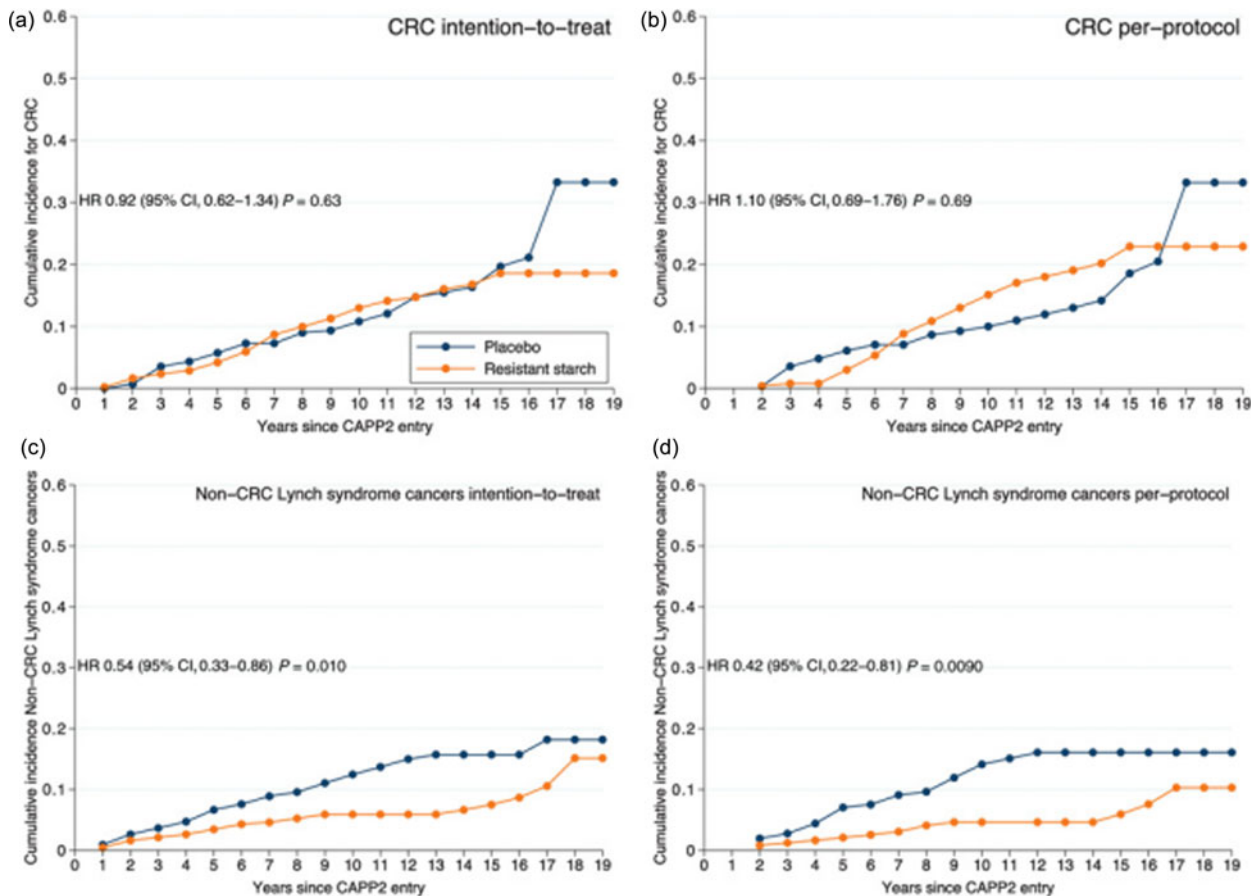 (a)
CRC intention-to-treat
Cumulative incidence for CRC
0.6
0.5
0.4
0.3
0.2
0.1
0
HR 0.92 (95% CI, 0.62–1.34) P = 0.63
Placebo
Resistant starch
0 1 2 3 4 5 6 7 8 9 10 11 12 13 14 15 16 17 18 19
Years since CAPP2 entry
(b)
CRC per-protocol
Cumulative incidence for CRC
0.6
0.5
0.4
0.3
0.2
0.1
0
HR 1.10 (95% CI, 0.69–1.76) P = 0.69
0 1 2 3 4 5 6 7 8 9 10 11 12 13 14 15 16 17 18 19
Years since CAPP2 entry
(c)
Non-CRC Lynch syndrome cancers intention-to-treat
Cumulative incidence Non-CRC Lynch syndrome cancers
0.6
0.5
0.4
0.3
0.2
0.1
0
HR 0.54 (95% CI, 0.33–0.86) P = 0.010
0 1 2 3 4 5 6 7 8 9 10 11 12 13 14 15 16 17 18 19
Years since CAPP2 entry
(d)
Non-CRC Lynch syndrome cancers per-protocol
Cumulative incidence Non-CRC Lynch syndrome cancers
0.6
0.5
0.4
0.3
0.2
0.1
0
HR 0.42 (95% CI, 0.22–0.81) P = 0.0090
0 1 2 3 4 5 6 7 8 9 10 11 12 13 14 15 16 17 18 19
Years since CAPP2 entry